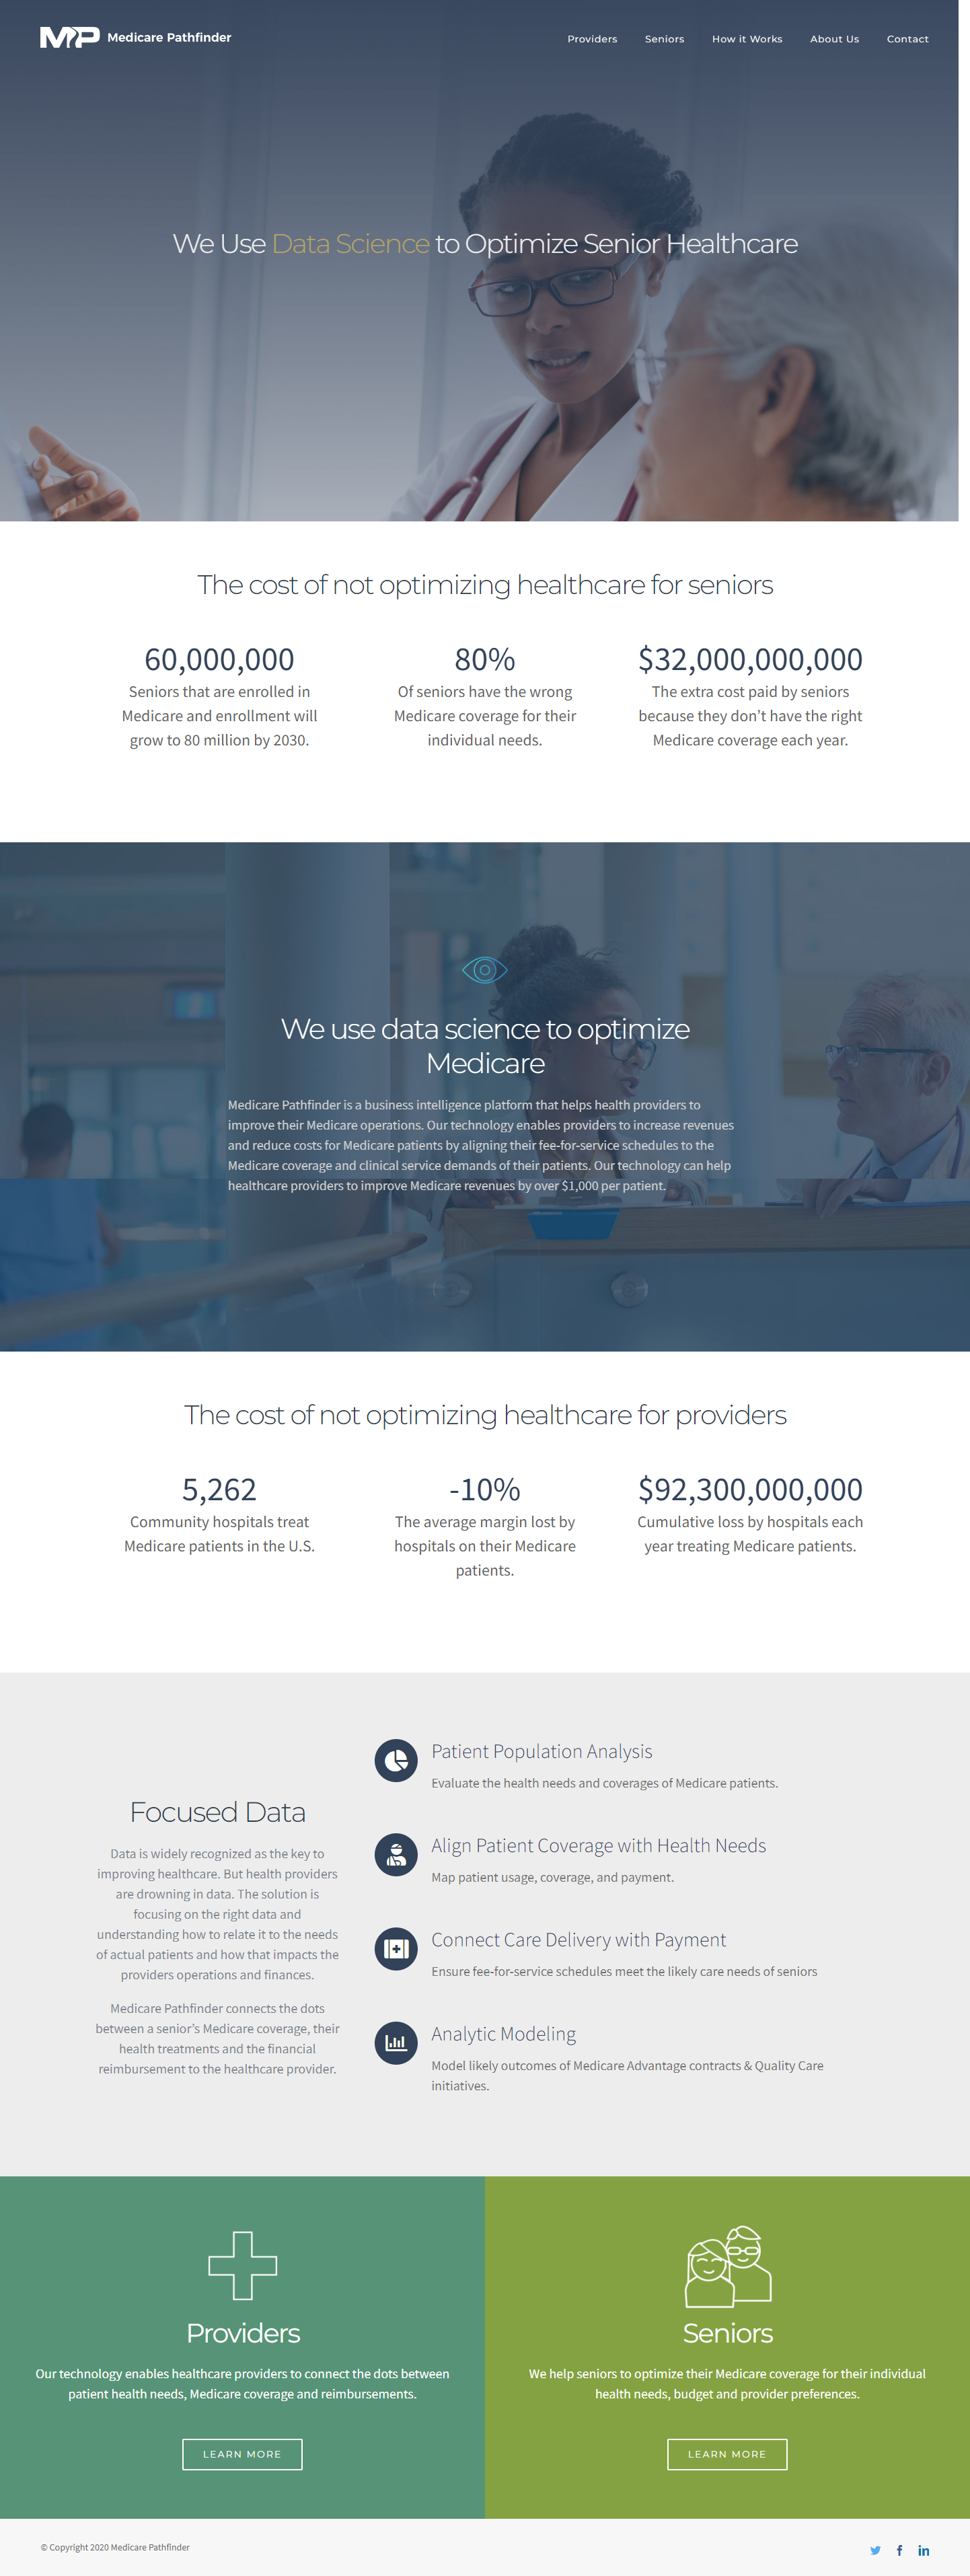 MP Medicare Pathfinder
Providers Seniors How it Works About Us Contact
We Use Data Science to Optimize Senior Healthcare
The cost of not optimizing healthcare for seniors
60,000,000
Seniors that are enrolled in
Medicare and enrollment will
grow to 80 million by 2030.
80%
Of seniors have the wrong
Medicare coverage for their
individual needs.
$32,000,000,000
The extra cost paid by seniors
because they don’t have the right
Medicare coverage each year.
We use data science to optimize
Medicare
Medicare Pathfinder is a business intelligence platform that helps health providers to
improve their Medicare operations. Our technology enables providers to increase revenues
and reduce costs for Medicare patients by aligning their fee-for-service schedules to the
Medicare coverage and clinical service demands of their patients. Our technology can help
healthcare providers to improve Medicare revenues by over $1,000 per patient.
The cost of not optimizing healthcare for providers
5,262
Community hospitals treat
Medicare patients in the U.S.
-10%
The average margin lost by
hospitals on their Medicare
patients.
$92,300,000,000
Cumulative loss by hospitals each
year treating Medicare patients.
Focused Data
Data is widely recognized as the key to
improving healthcare. But health providers
are drowning in data. The solution is
focusing on the right data and
understanding how to relate it to the needs
of actual patients and how that impacts the
providers operations and finances.
Medicare Pathfinder connects the dots
between a senior’s Medicare coverage, their
health treatments and the financial
reimbursement to the healthcare provider.
Patient Population Analysis
Evaluate the health needs and coverages of Medicare patients.
Align Patient Coverage with Health Needs
Map patient usage, coverage, and payment.
Connect Care Delivery with Payment
Ensure fee-for-service schedules meet the likely care needs of seniors
Analytic Modeling
Model likely outcomes of Medicare Advantage contracts & Quality Care
initiatives.
Providers
Our technology enables healthcare providers to connect the dots between
patient health needs, Medicare coverage and reimbursements.
LEARN MORE
Seniors
We help seniors to optimize their Medicare coverage for their individual
health needs, budget and provider preferences.
LEARN MORE
© Copyright 2020 Medicare Pathfinder